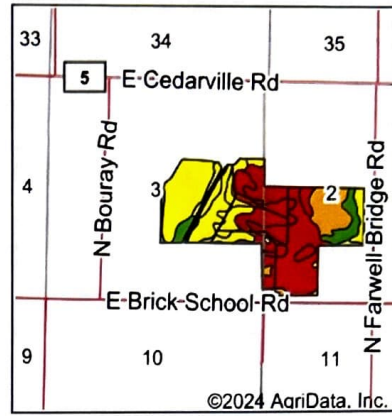 33 34 35
5 E Cedarville Rd
N Bouray Rd
4 3 2
N Farwell-Bridge Rd
E Brick-School-Rd
9 10 11
©2024 AgriData, Inc.